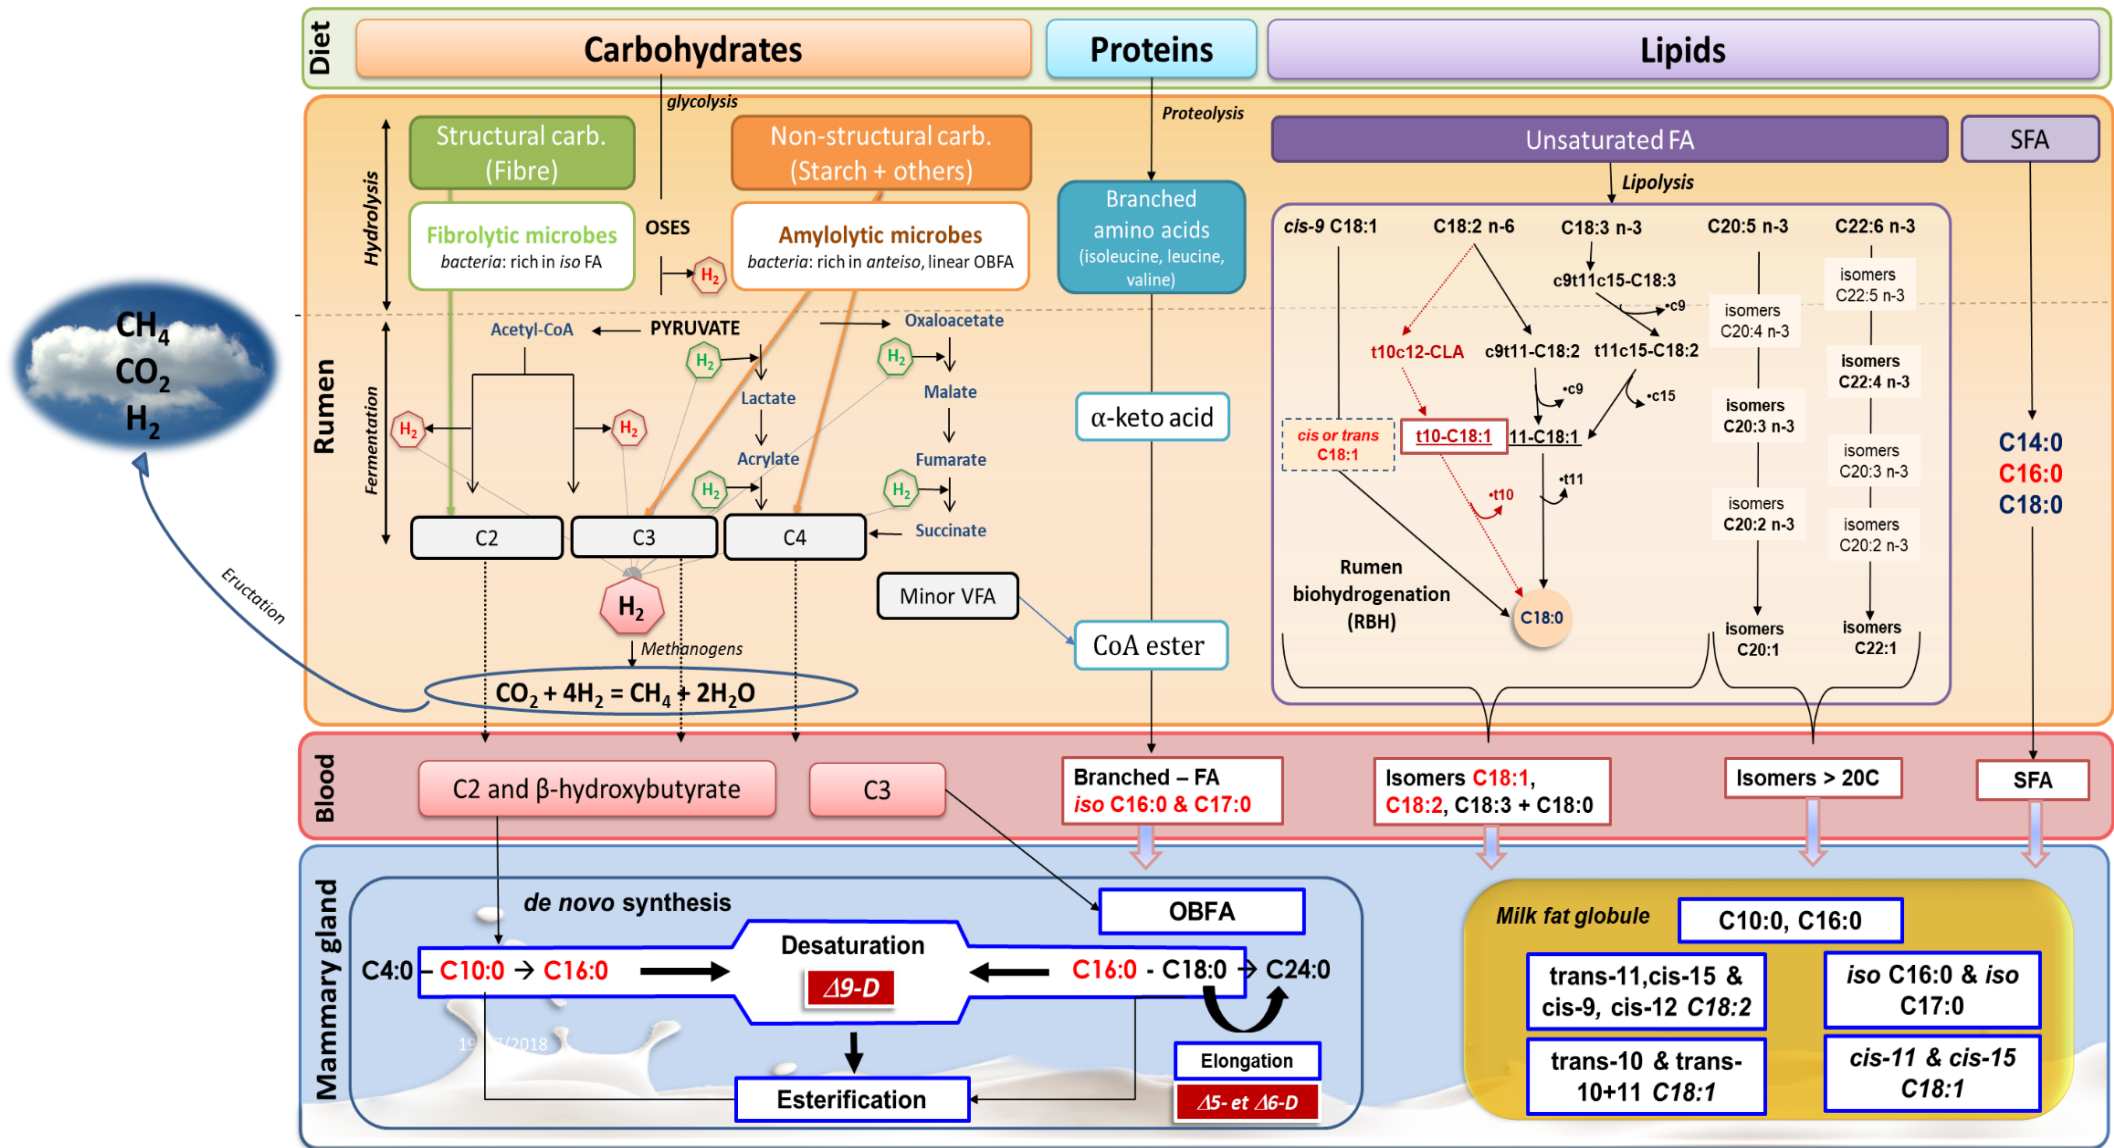 Diet
Carbohydrates
Proteins
Lipids
Rumen
Hydrolysis
Fermentation
glycolysis
Proteolysis
Structural carb.
(Fibre)
Non-structural carb.
(Starch + others)
Unsaturated FA
SFA
Lipolysis
Fibrolytic microbes
bacteria: rich in iso FA
OSES
H2
Amylolytic microbes
bacteria: rich in anteiso, linear OBFA
Branched
amino acids
(isoleucine, leucine,
valine)
cis-9 C18:1
C18:2 n-6
C18:3 n-3
C20:5 n-3
C22:6 n-3
c9t11c15-C18:3
•c9
isomers
C22:5 n-3
isomers
C20:4 n-3
CH4
CO2
H2
Acetyl-CoA
PYRUVATE
Oxaloacetate
H2
H2
t10c12-CLA
c9t11-C18:2
t11c15-C18:2
isomers
C22:4 n-3
Lactate
Malate
•c9
•c15
isomers
C20:3 n-3
H2
H2
α-keto acid
cis or trans
C18:1
t10-C18:1
11-C18:1
C14:0
C16:0
C18:0
Acrylate
Fumarate
isomers
C20:3 n-3
H2
H2
•t10
•t11
isomers
C20:2 n-3
isomers
C20:2 n-3
C2
C3
C4
Succinate
Eructation
H2
Minor VFA
Rumen
biohydrogenation
(RBH)
C18:0
isomers
C20:1
isomers
C22:1
Methanogens
CoA ester
CO2 + 4H2 = CH4 + 2H2O
Blood
C2 and β-hydroxybutyrate
C3
Branched – FA
iso C16:0 & C17:0
Isomers C18:1,
C18:2, C18:3 + C18:0
Isomers > 20C
SFA
Mammary gland
de novo synthesis
OBFA
Desaturation
Δ9-D
C4:0 – C10:0 → C16:0
C16:0 - C18:0 → C24:0
Elongation
Δ5- et Δ6-D
Esterification
Milk fat globule
C10:0, C16:0
trans-11,cis-15 &
cis-9, cis-12 C18:2
iso C16:0 & iso
C17:0
trans-10 & trans-
10+11 C18:1
cis-11 & cis-15
C18:1